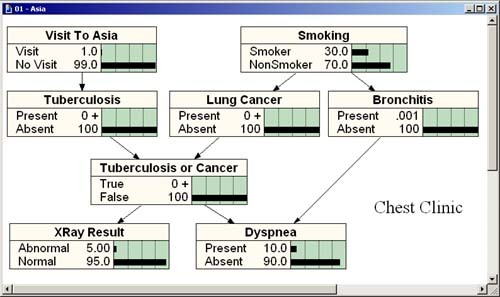 01 - Asia
Visit To Asia
Visit 1.0
No Visit 99.0
Smoking
Smoker 30.0
NonSmoker 70.0
Tuberculosis
Present 0 +
Absent 100
Lung Cancer
Present 0 +
Absent 100
Bronchitis
Present .001
Absent 100
Tuberculosis or Cancer
True 0 +
False 100
Chest Clinic
XRay Result
Abnormal 5.00
Normal 95.0
Dyspnea
Present 10.0
Absent 90.0